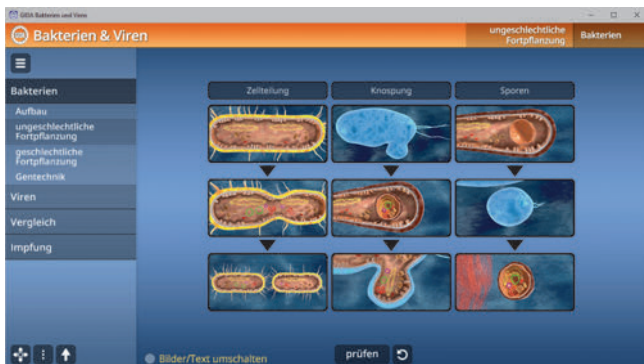 GIDA Bakterien und Viren
GIDA
Bakterien & Viren
ungeschlechtliche
Fortpflanzung
Bakterien
Bakterien
Aufbau
ungeschlechtliche
Fortpflanzung
geschlechtliche
Fortpflanzung
Gentechnik
Viren
Vergleich
Impfung
Zellteilung
Knospung
Sporen
Bilder/Text umschalten
prüfen